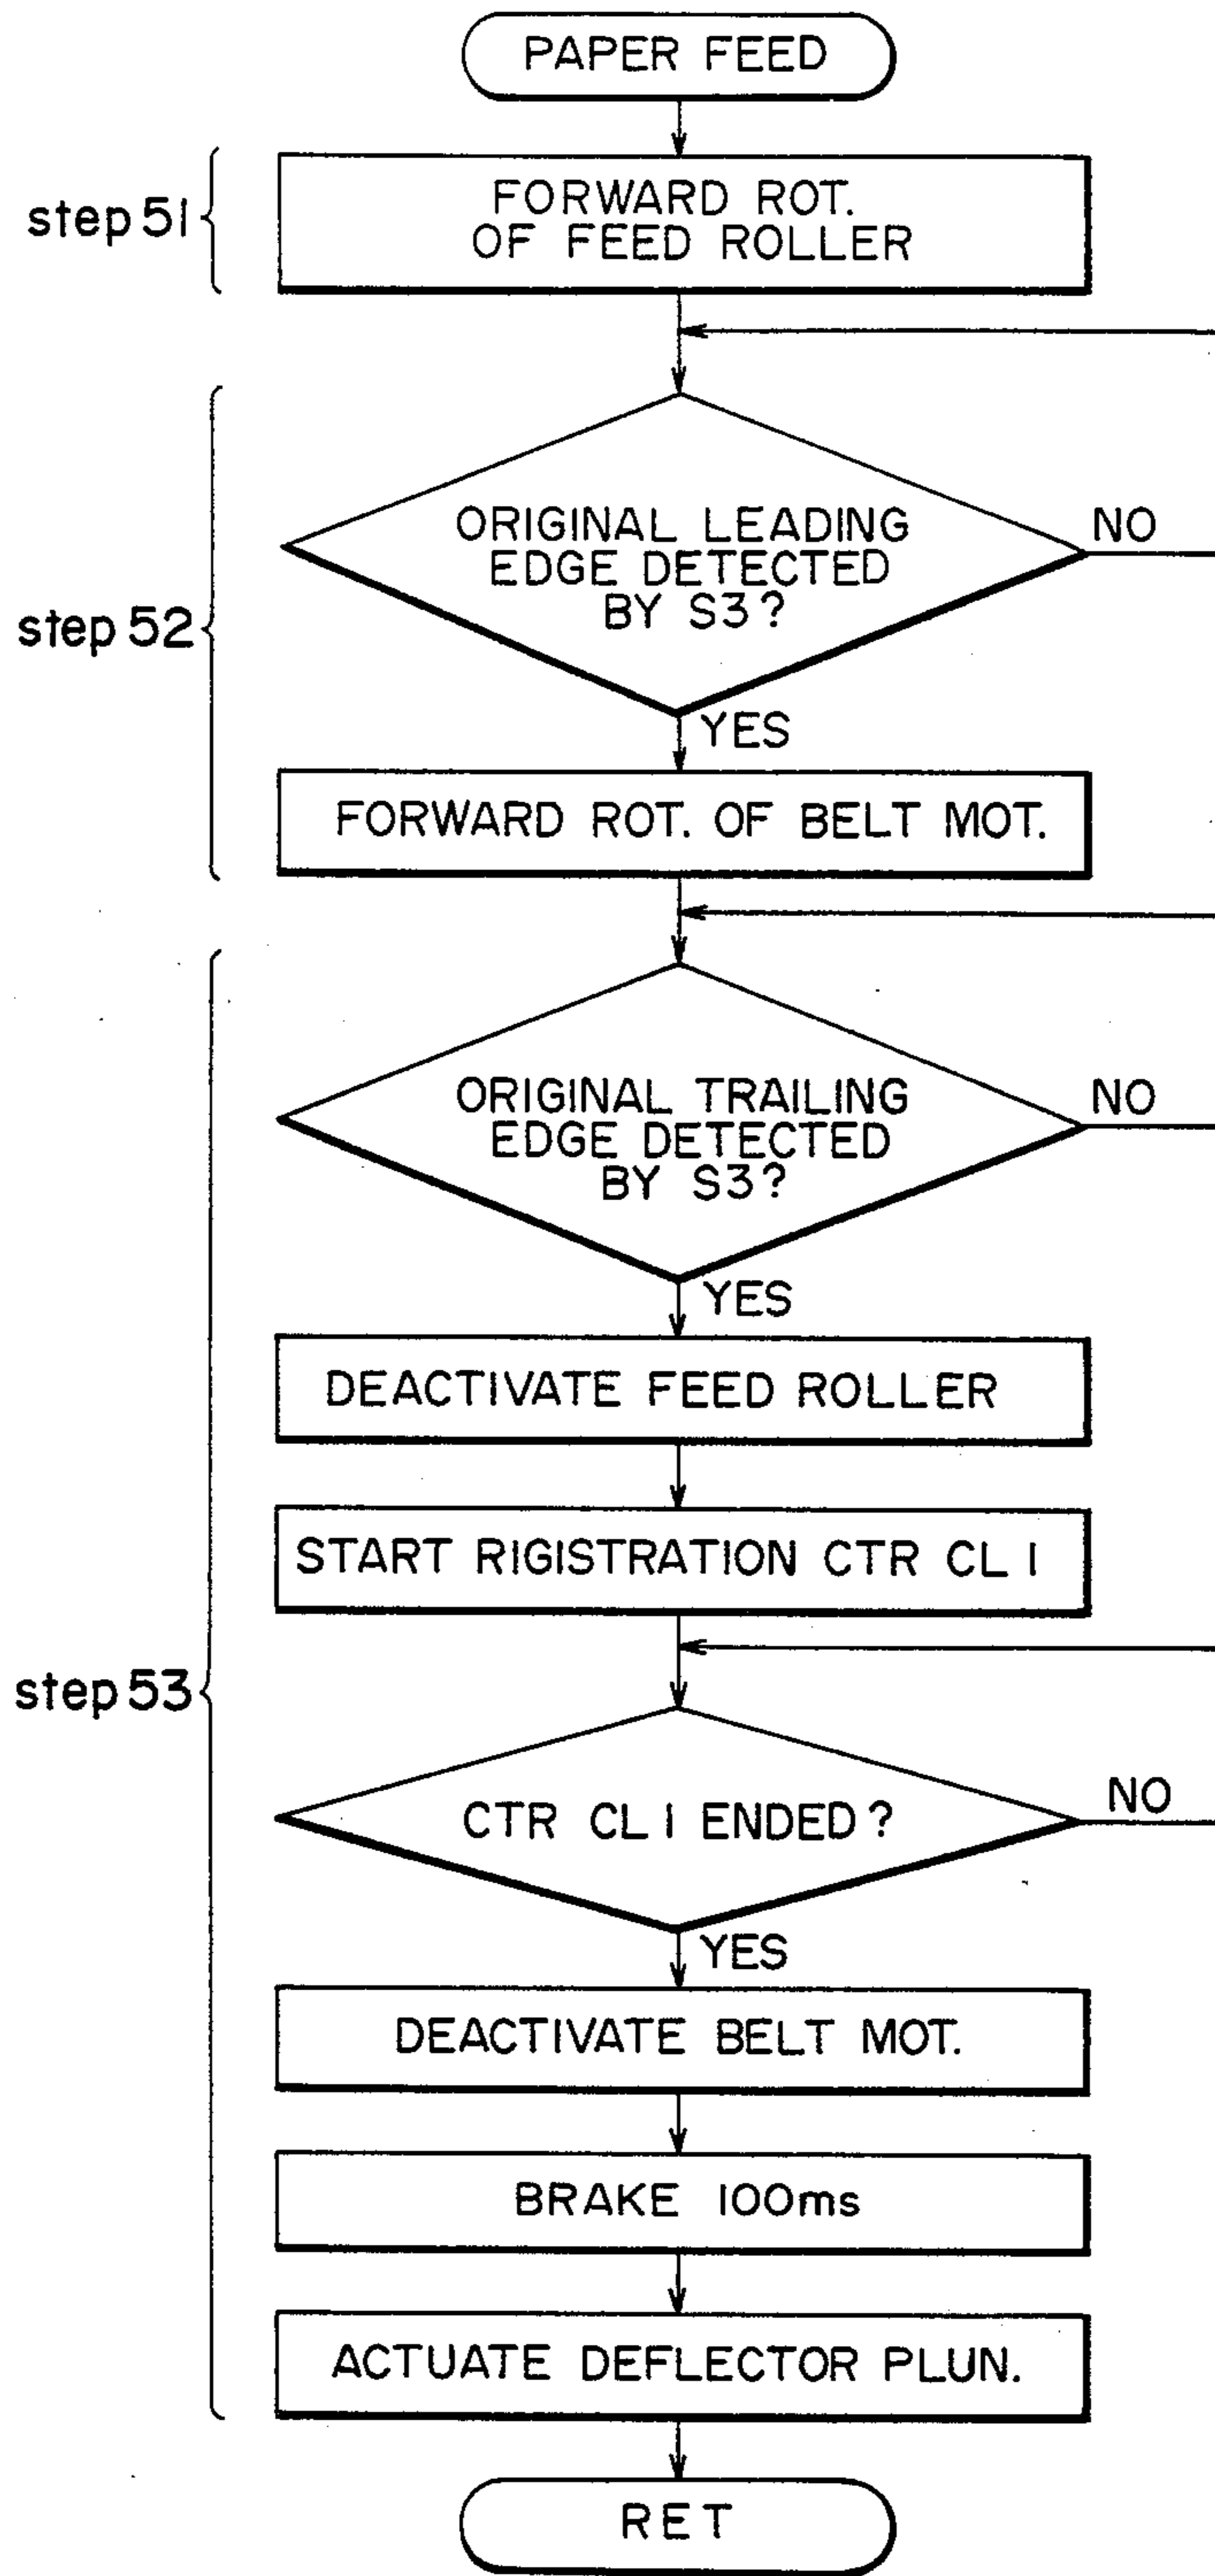 PAPER FEED
step 51
FORWARD ROT.
OF FEED ROLLER
step 52
ORIGINAL LEADING
EDGE DETECTED
BY S3?
NO
YES
FORWARD ROT. OF BELT MOT.
step 53
ORIGINAL TRAILING
EDGE DETECTED
BY S3?
NO
YES
DEACTIVATE FEED ROLLER
START RIGISTRATION CTR CL 1
CTR CL 1 ENDED?
NO
YES
DEACTIVATE BELT MOT.
BRAKE 100ms
ACTUATE DEFLECTOR PLUN.
RET